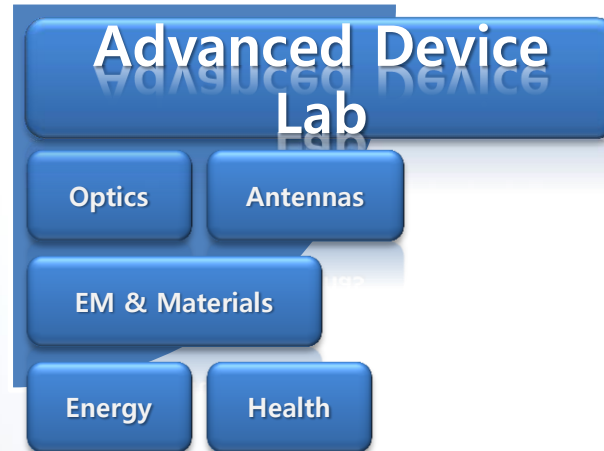 Advanced Device
Lab
Optics
Antennas
EM & Materials
Energy
Health